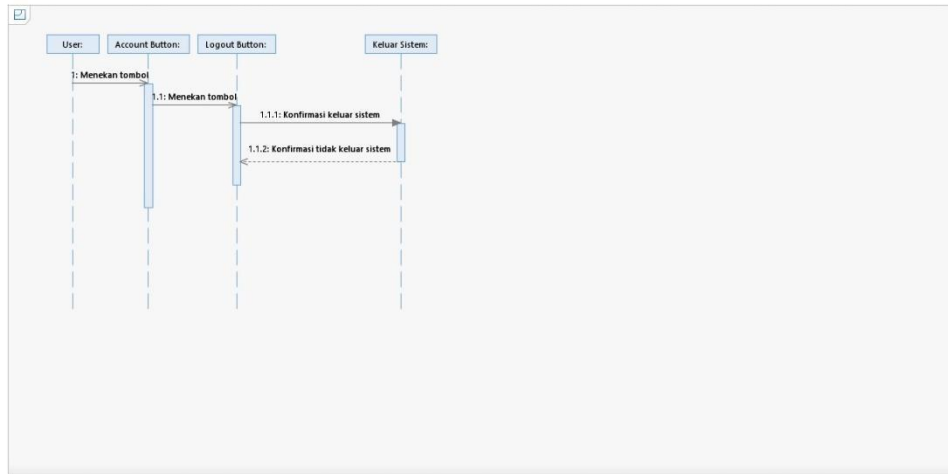 User:
Account Button:
Logout Button:
Keluar Sistem:
1: Menekan tombol
1.1: Menekan tombol
1.1.1: Konfirmasi keluar sistem
1.1.2: Konfirmasi tidak keluar sistem